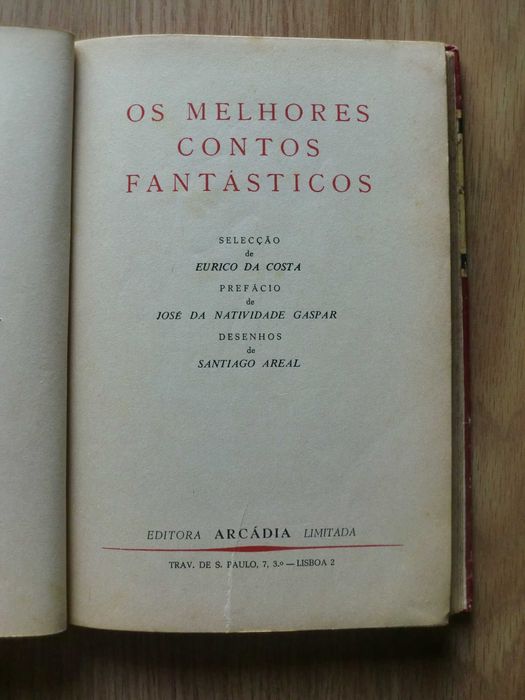 OS MELHORES
CONTOS
FANTÁSTICOS
SELECÇÃO
de
EURICO DA COSTA
PREFÁCIO
de
JOSÉ DA NATIVIDADE GASPAR
DESENHOS
de
SANTIAGO AREAL
EDITORA ARCÁDIA LIMITADA
TRAV. DE S. PAULO, 7, 3.º — LISBOA 2